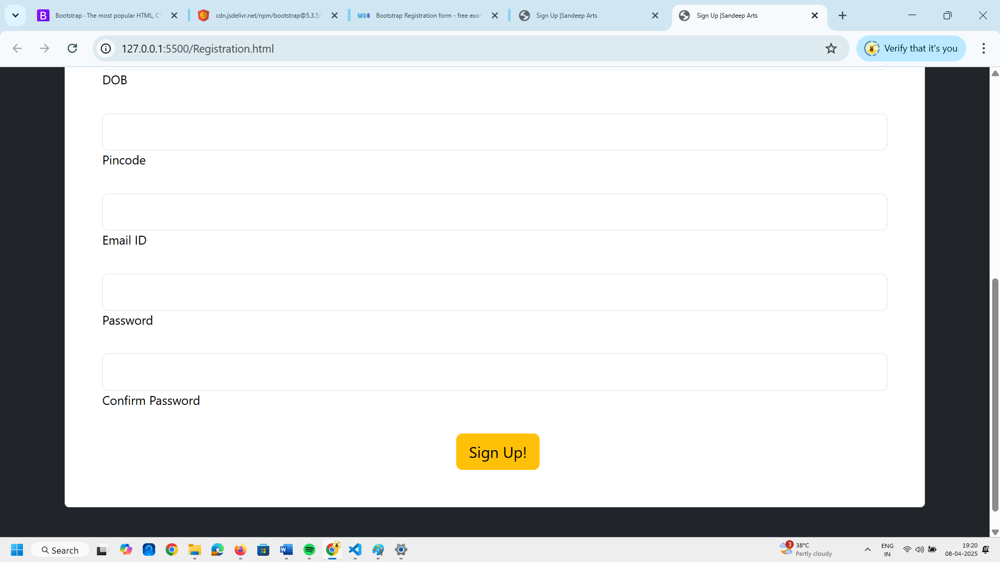 Bootstrap · The most popular HTML, CS
cdn.jsdelivr.net/npm/bootstrap@5.3.5/
Bootstrap Registration form - free exam
Sign Up |Sandeep Arts
Sign Up |Sandeep Arts
127.0.0.1:5500/Registration.html
Verify that it's you
DOB
Pincode
Email ID
Password
Confirm Password
Sign Up!
Search
3
38°C
Partly cloudy
ENG
IN
19:20
08-04-2025